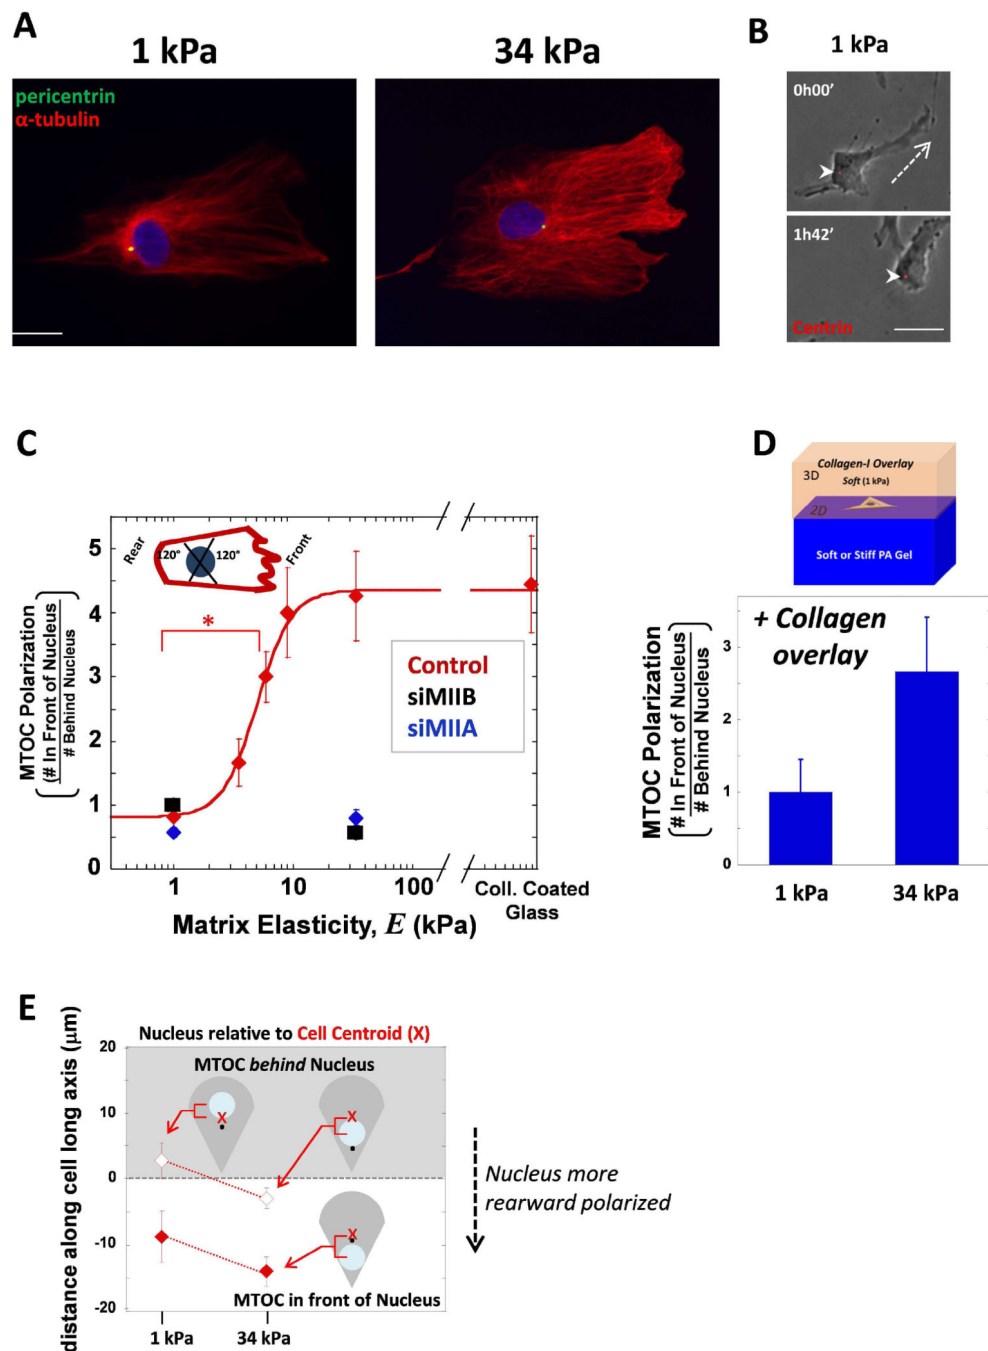 A
1 kPa
34 kPa
pericentrin
α-tubulin
B
1 kPa
0h00'
1h42'
Centrin
C
MTOC Polarization
(# In Front of Nucleus
# Behind Nucleus)
5
4
3
2
1
0
Rear
120°
120°
Front
*
Control
siMIIB
siMIIA
1
10
100
Coll. Coated
Glass
Matrix Elasticity, E (kPa)
D
3D
Collagen-I Overlay
Soft (1 kPa)
2D
Soft or Stiff PA Gel
MTOC Polarization
(# In Front of Nucleus
# Behind Nucleus)
+ Collagen
overlay
3
2
1
0
1 kPa
34 kPa
E
distance along cell long axis (μm)
Nucleus relative to Cell Centroid (X)
20
10
0
-10
-20
MTOC behind Nucleus
X
X
X
MTOC in front of Nucleus
1 kPa
34 kPa
Nucleus more
rearward polarized